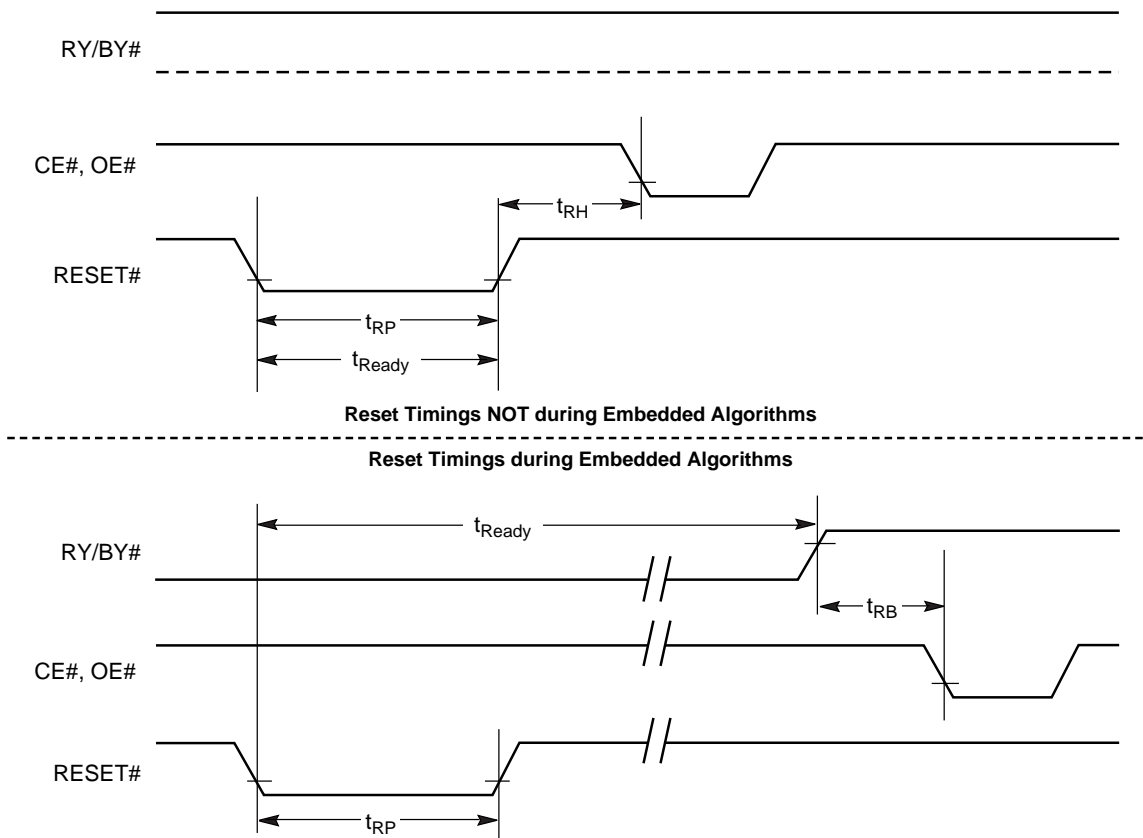 RY/BY#
CE#, OE#
tRH
RESET#
tRP
tReady
Reset Timings NOT during Embedded Algorithms
Reset Timings during Embedded Algorithms
tReady
RY/BY#
tRB
CE#, OE#
RESET#
tRP